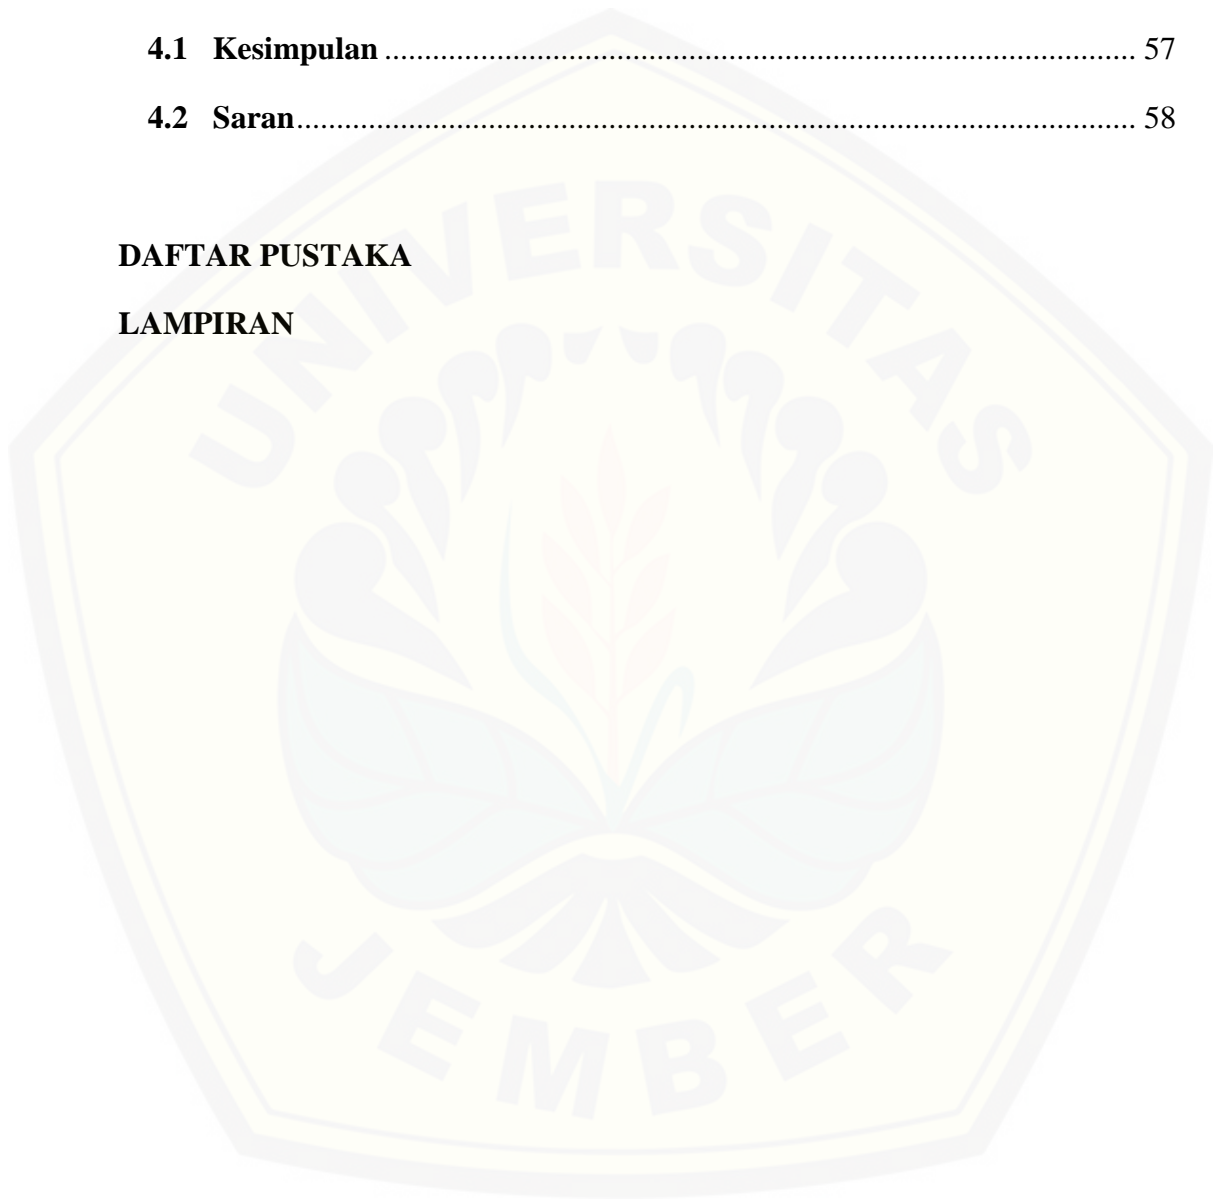 4.1 Kesimpulan ............................................................................................. 57
4.2 Saran........................................................................................................ 58
DAFTAR PUSTAKA
LAMPIRAN
UNIVERSITAS
JEMBER